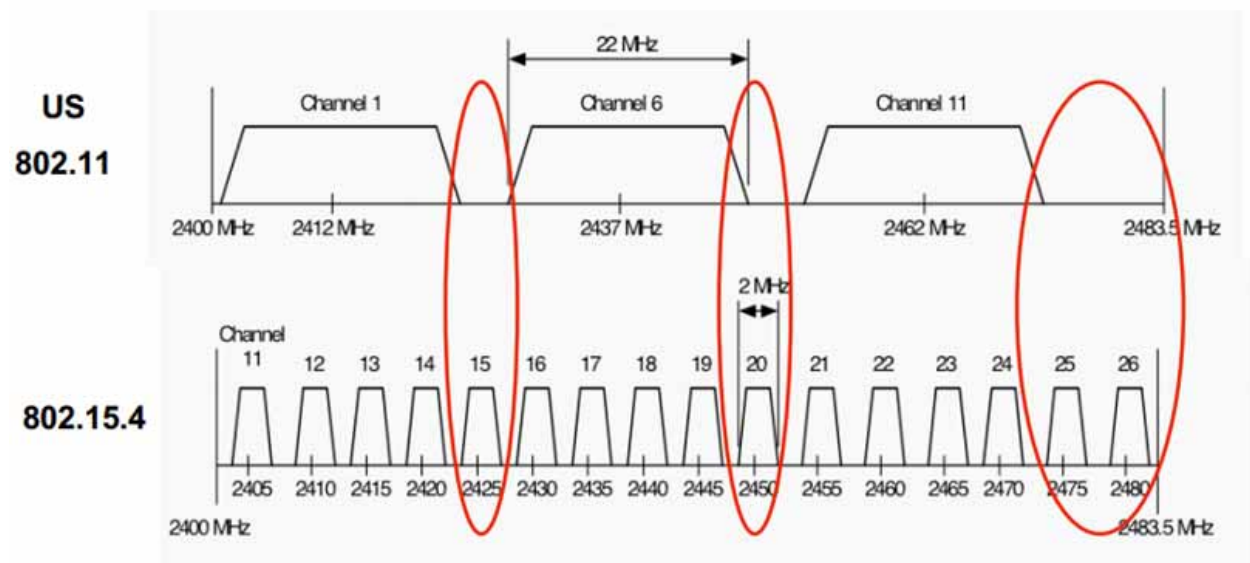 22 MHz
US
802.11
Channel 1
Channel 6
Channel 11
2400 MHz 2412 MHz 2437 MHz 2462 MHz 2483.5 MHz
2 MHz
Channel
11 12 13 14 15 16 17 18 19 20 21 22 23 24 25 26
802.15.4
2405 2410 2415 2420 2425 2430 2435 2440 2445 2450 2455 2460 2465 2470 2475 2480
2400 MHz 2483.5 MHz